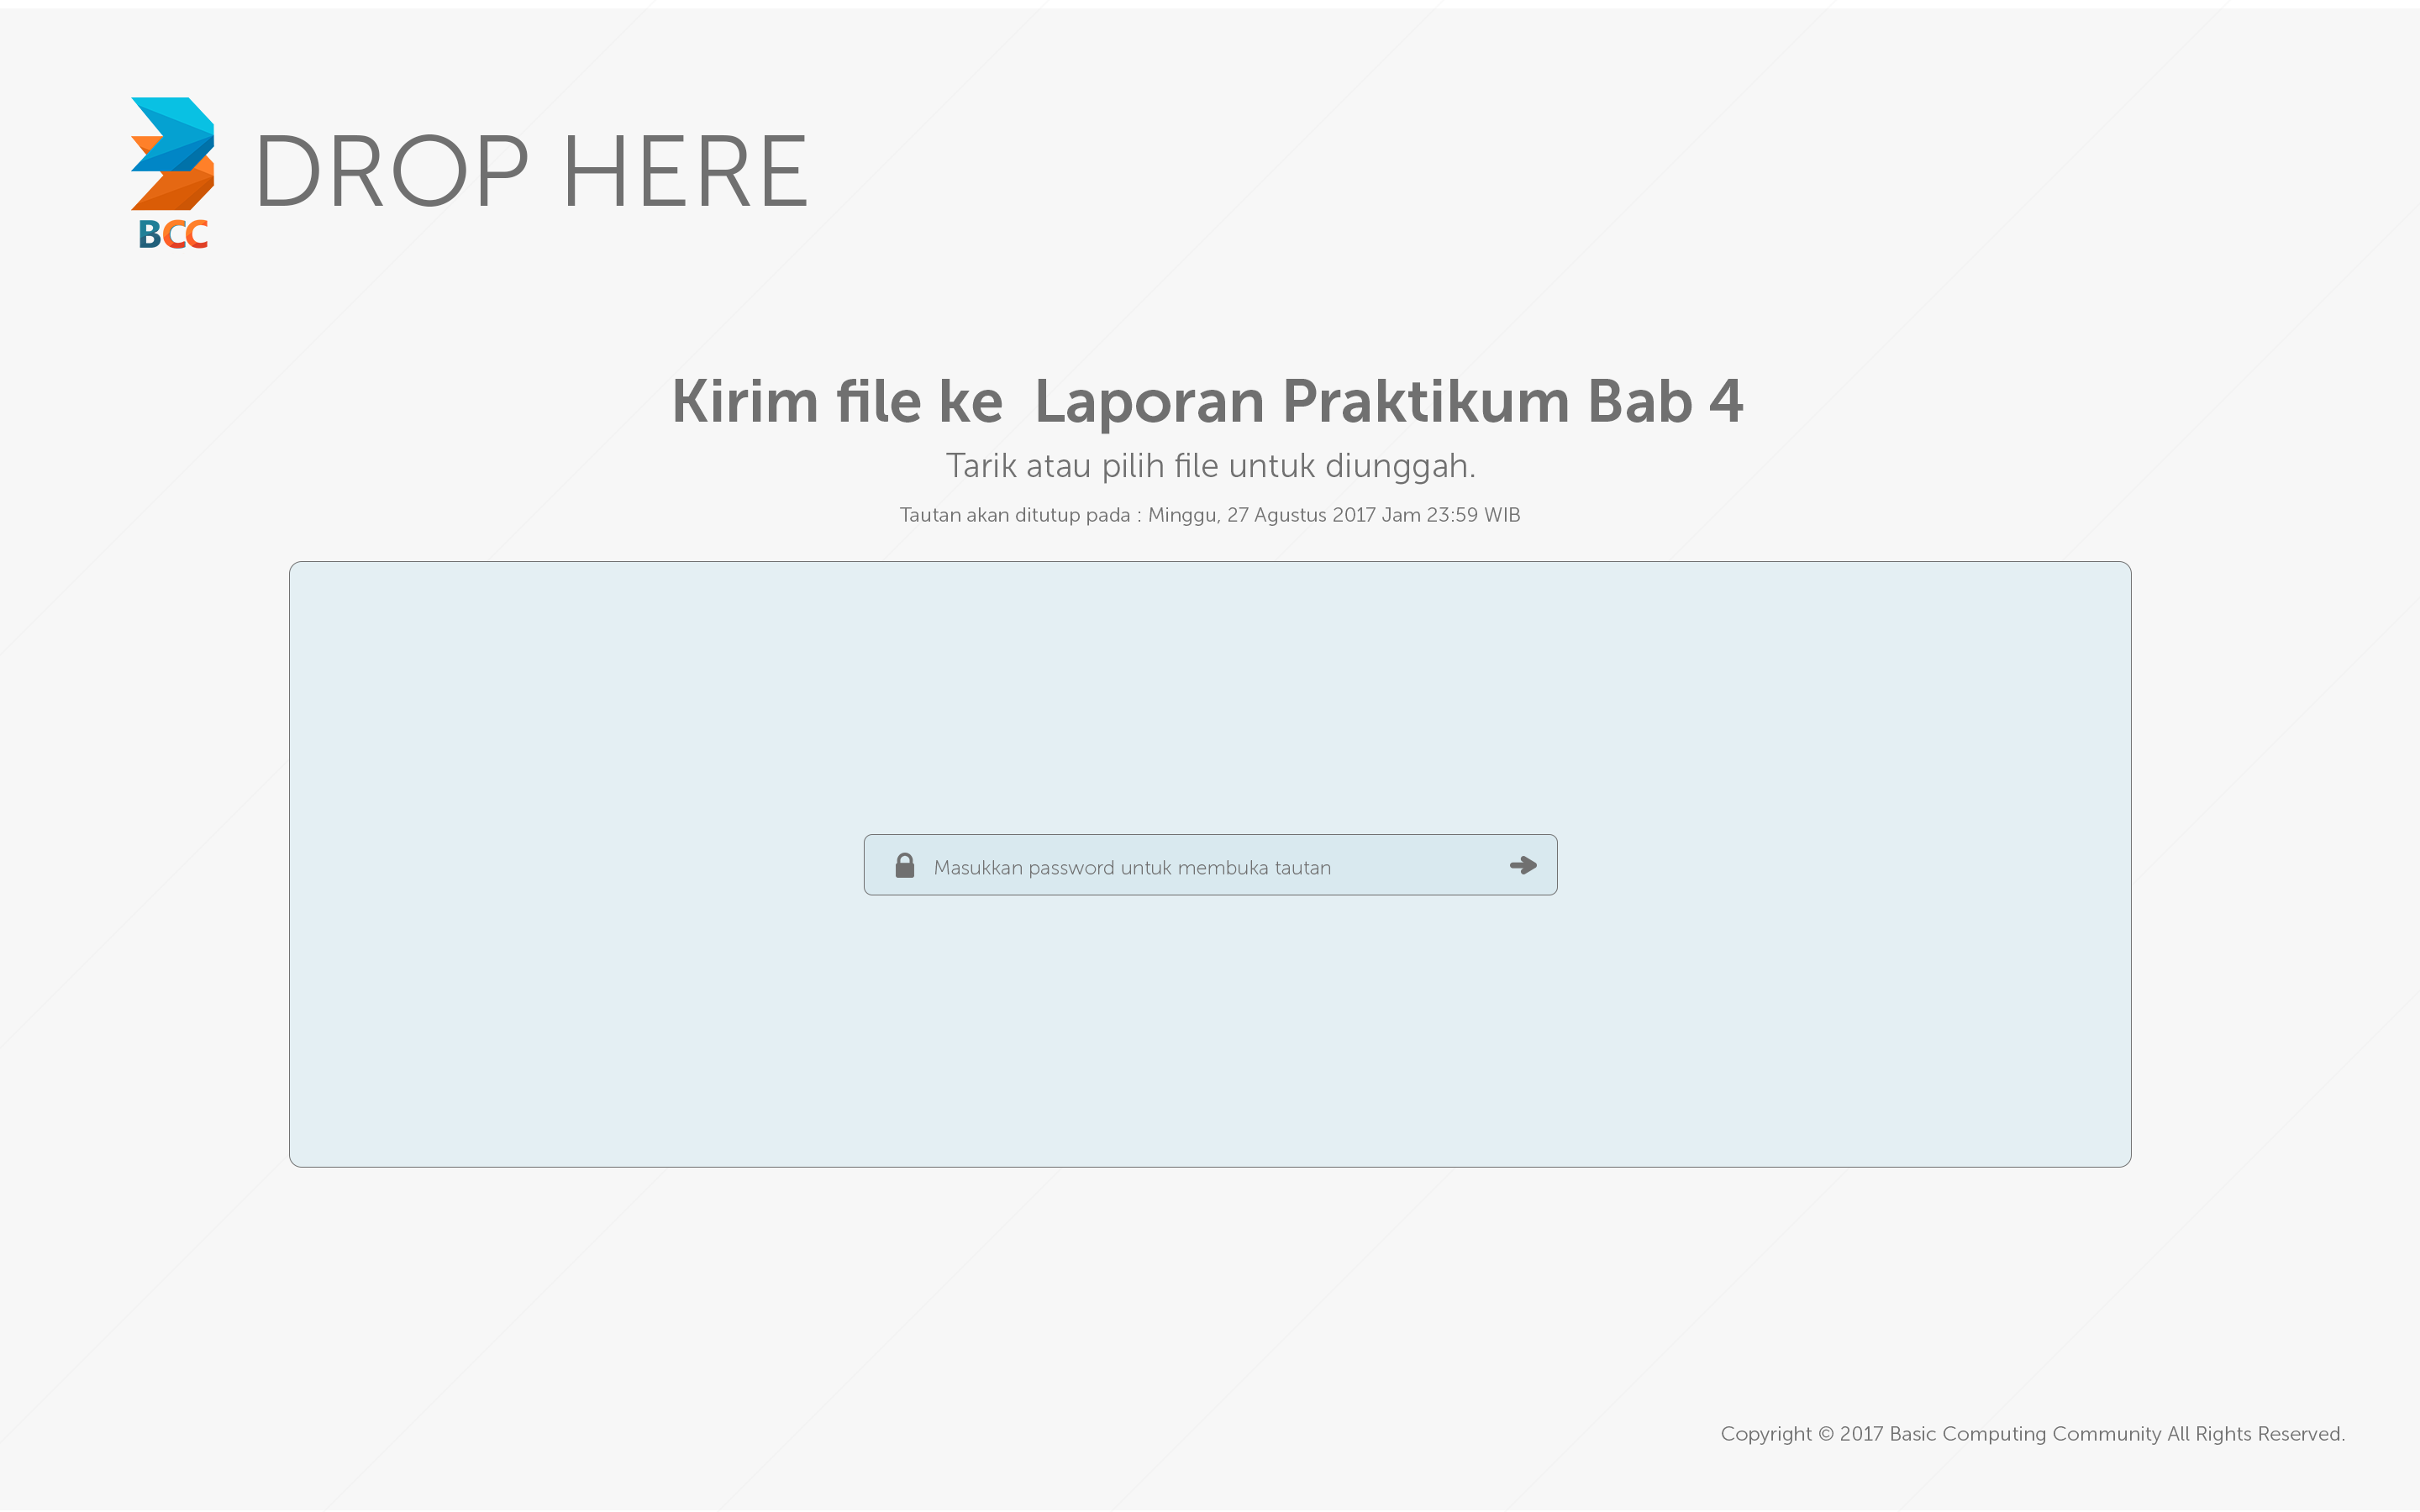 BCC
DROP HERE
Kirim file ke  Laporan Praktikum Bab 4
Tarik atau pilih file untuk diunggah.
Tautan akan ditutup pada : Minggu, 27 Agustus 2017 Jam 23:59 WIB
Masukkan password untuk membuka tautan
Copyright © 2017 Basic Computing Community All Rights Reserved.